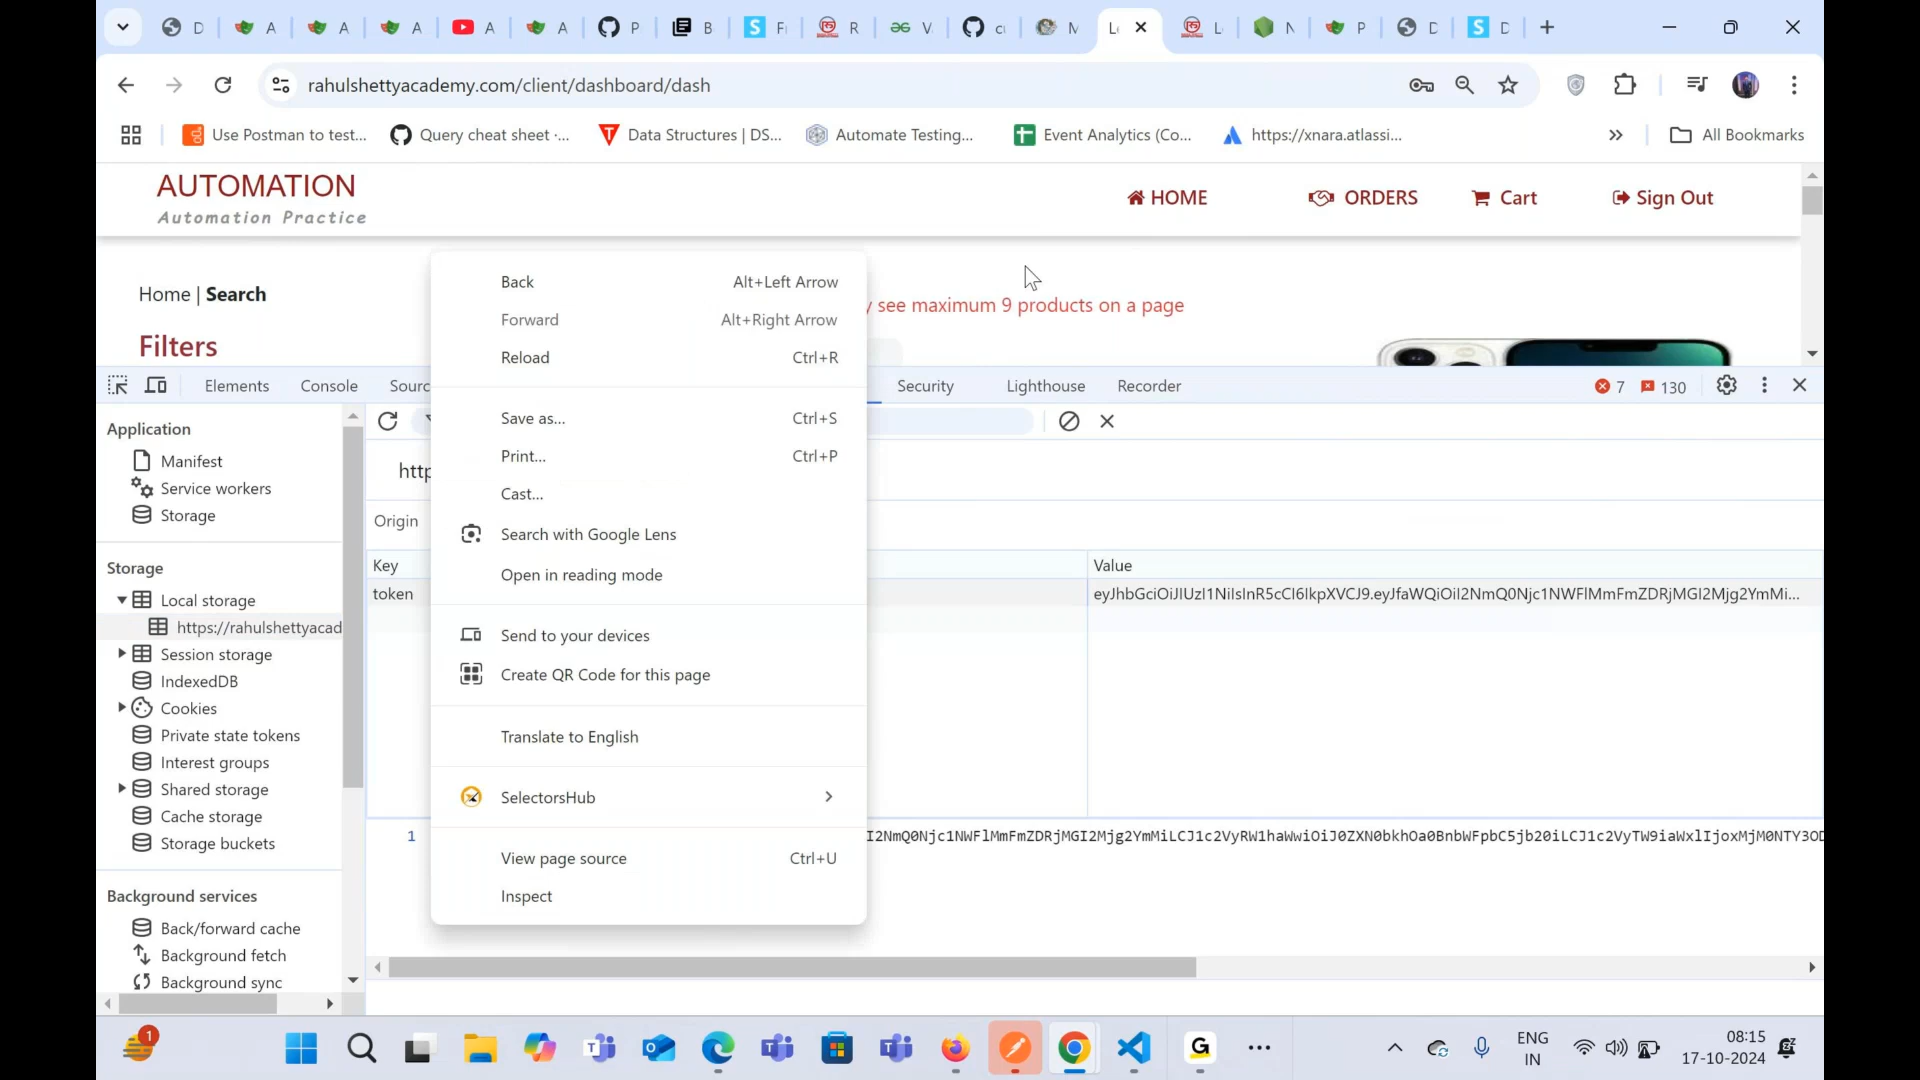 D
A
A
A
A
A
P
B
F
R
V
M
L
N
P
D
D
rahulshettyacademy.com/client/dashboard/dash
Use Postman to test...
Query cheat sheet ·...
Data Structures | DS...
Automate Testing...
Event Analytics (Co...
https://xnara.atlassi...
All Bookmarks
AUTOMATION
Automation Practice
HOME
ORDERS
Cart
Sign Out
Home | Search
see maximum 9 products on a page
Filters
Back Alt+Left Arrow
Forward Alt+Right Arrow
Reload Ctrl+R
Save as... Ctrl+S
Print... Ctrl+P
Cast...
Search with Google Lens
Open in reading mode
Send to your devices
Create QR Code for this page
Translate to English
SelectorsHub
View page source Ctrl+U
Inspect
Elements
Console
Sourc
Security
Lighthouse
Recorder
7
130
Application
Manifest
Service workers
Storage
Storage
Local storage
https://rahulshettyacad
Session storage
IndexedDB
Cookies
Private state tokens
Interest groups
Shared storage
Cache storage
Storage buckets
Background services
Back/forward cache
Background fetch
Background sync
http
Origin
Key
Value
token
1
1
ENG
IN
08:15
17-10-2024